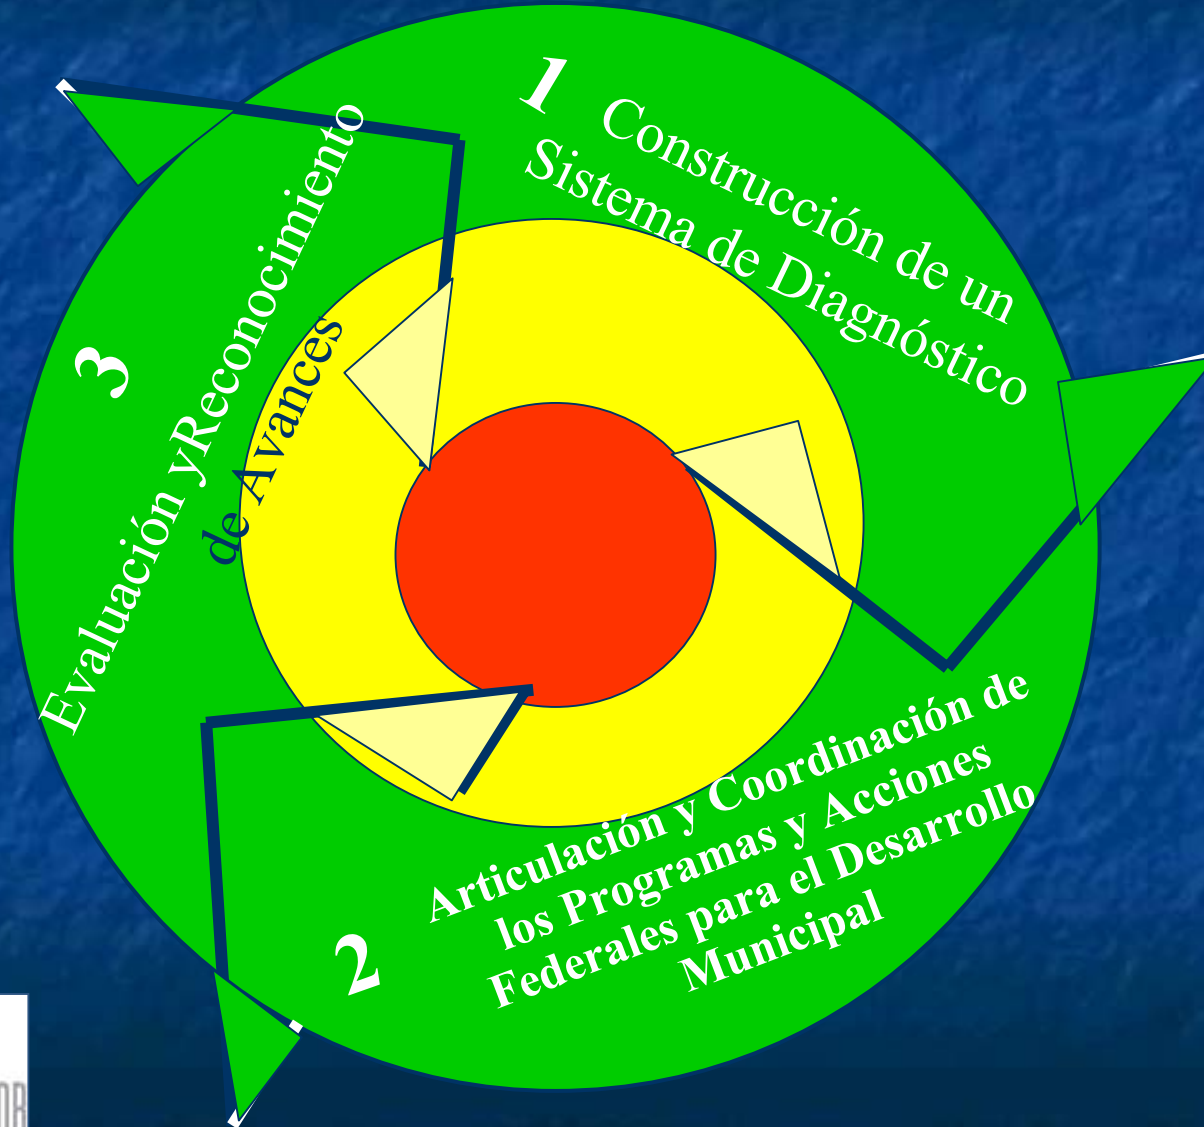 1
Construcción de un
Sistema de Diagnóstico
2
Articulación y Coordinación de
los Programas y Acciones
Federales para el Desarrollo
Municipal
3
Evaluación yReconocimiento
de Avances